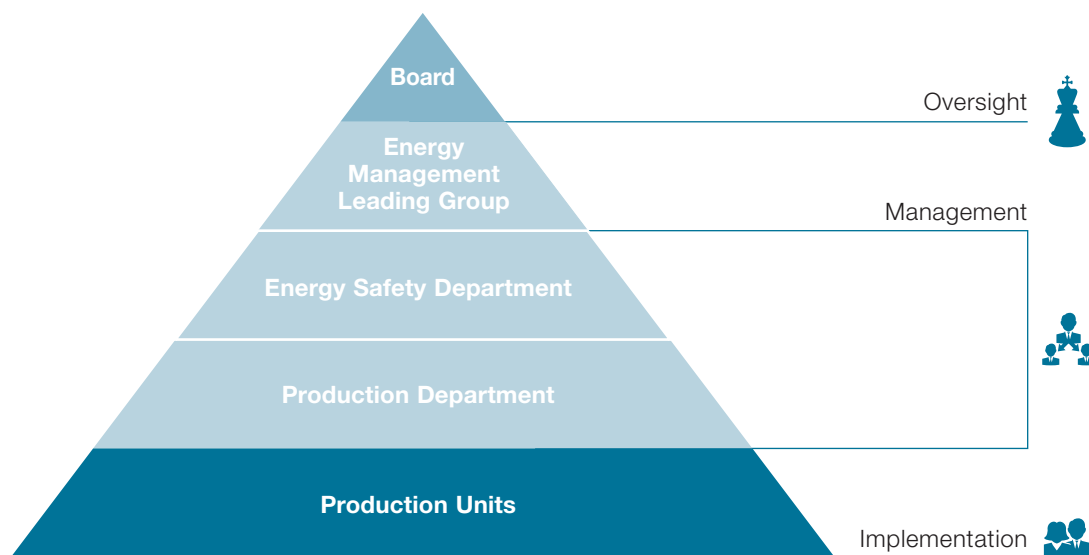 Board
Oversight
Energy
Management
Leading Group
Management
Energy Safety Department
Production Department
Production Units
Implementation